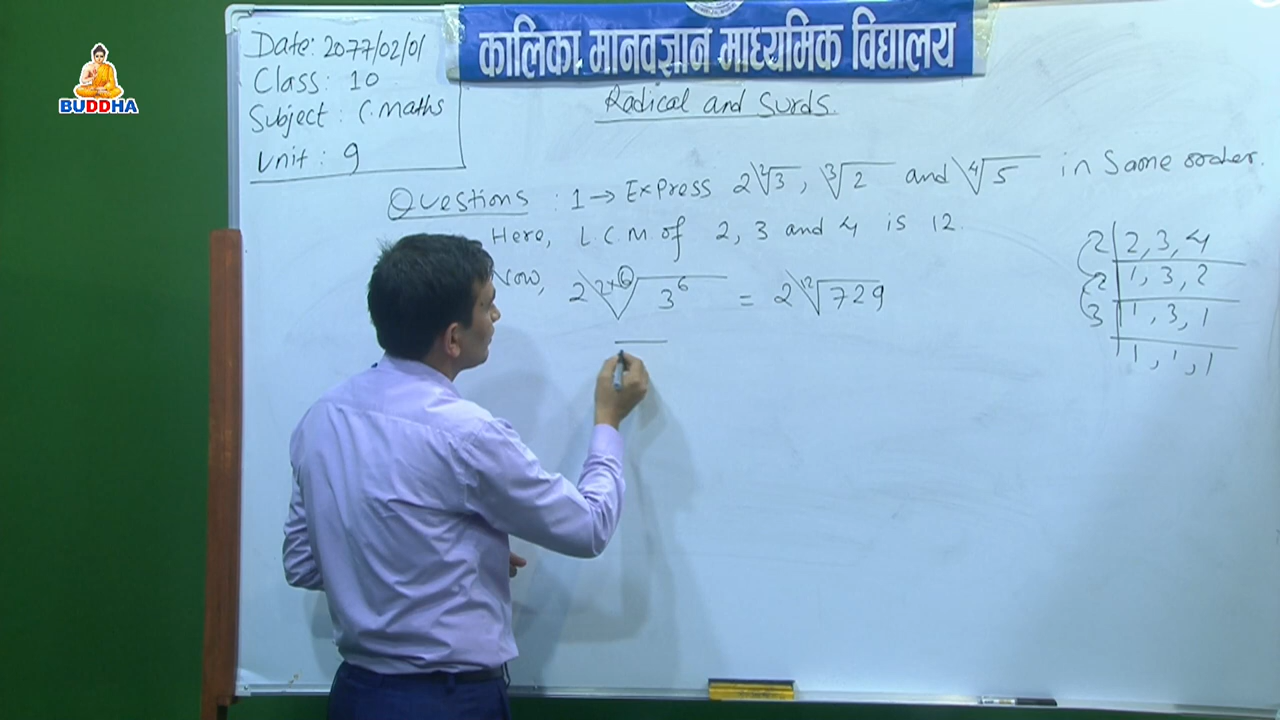 BUDDHA
कालिका मानवज्ञान माध्यमिक विद्यालय
Date: 2077/02/01
Class: 10
Subject: C. Maths
Unit: 9
Radical and Surds.
Questions : 1 → Express 2 ²√3, ³√2 and ⁴√5 in Same order.
Here, L.C.M. of 2, 3 and 4 is 12.
Now, 2 ²ˣ⁶√3⁶ = 2 ¹²√729
2 | 2, 3, 4
2 | 1, 3, 2
3 | 1, 3, 1
1, 1, 1